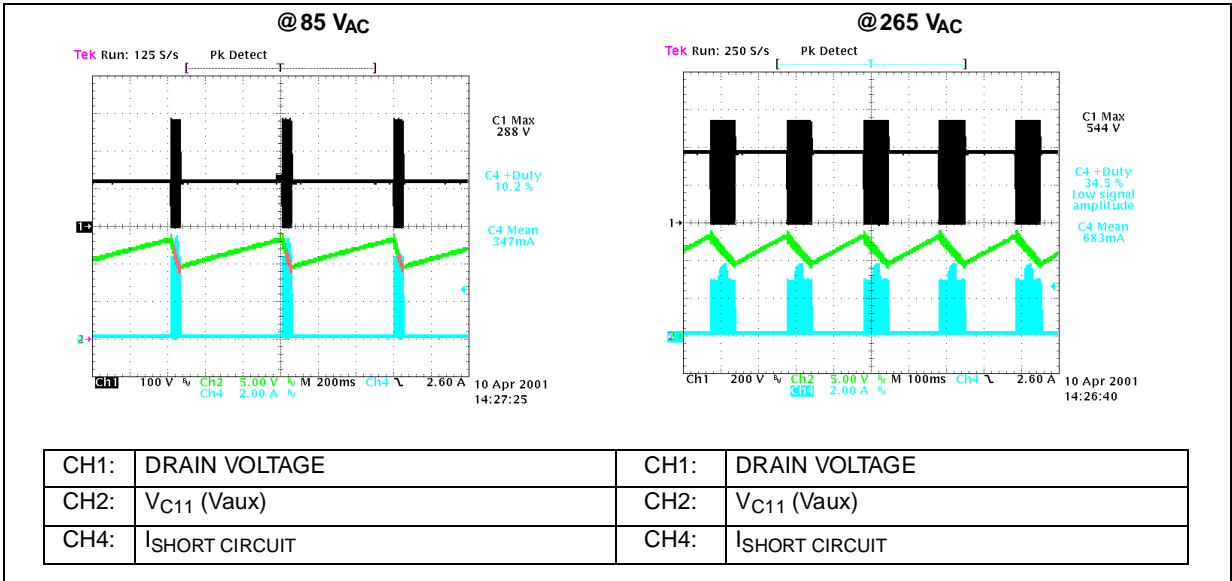 @85 VAC
Tek Run: 125 S/s Pk Detect
[ T ]
C1 Max
288 V
C4 +Duty
10.2 %
C4 Mean
347mA
1→
2→
Ch1 100 V Ch2 5.00 V M 200ms Ch4 2.60 A
Ch4 2.00 A
10 Apr 2001
14:27:25
@265 VAC
Tek Run: 250 S/s Pk Detect
[ T ]
C1 Max
544 V
C4 +Duty
34.5 %
Low signal
amplitude
C4 Mean
683mA
1→
2→
Ch1 200 V Ch2 5.00 V M 100ms Ch4 2.60 A
Ch4 2.00 A
10 Apr 2001
14:26:40
CH1: DRAIN VOLTAGE CH1: DRAIN VOLTAGE
CH2: VC11 (Vaux) CH2: VC11 (Vaux)
CH4: ISHORT CIRCUIT CH4: ISHORT CIRCUIT